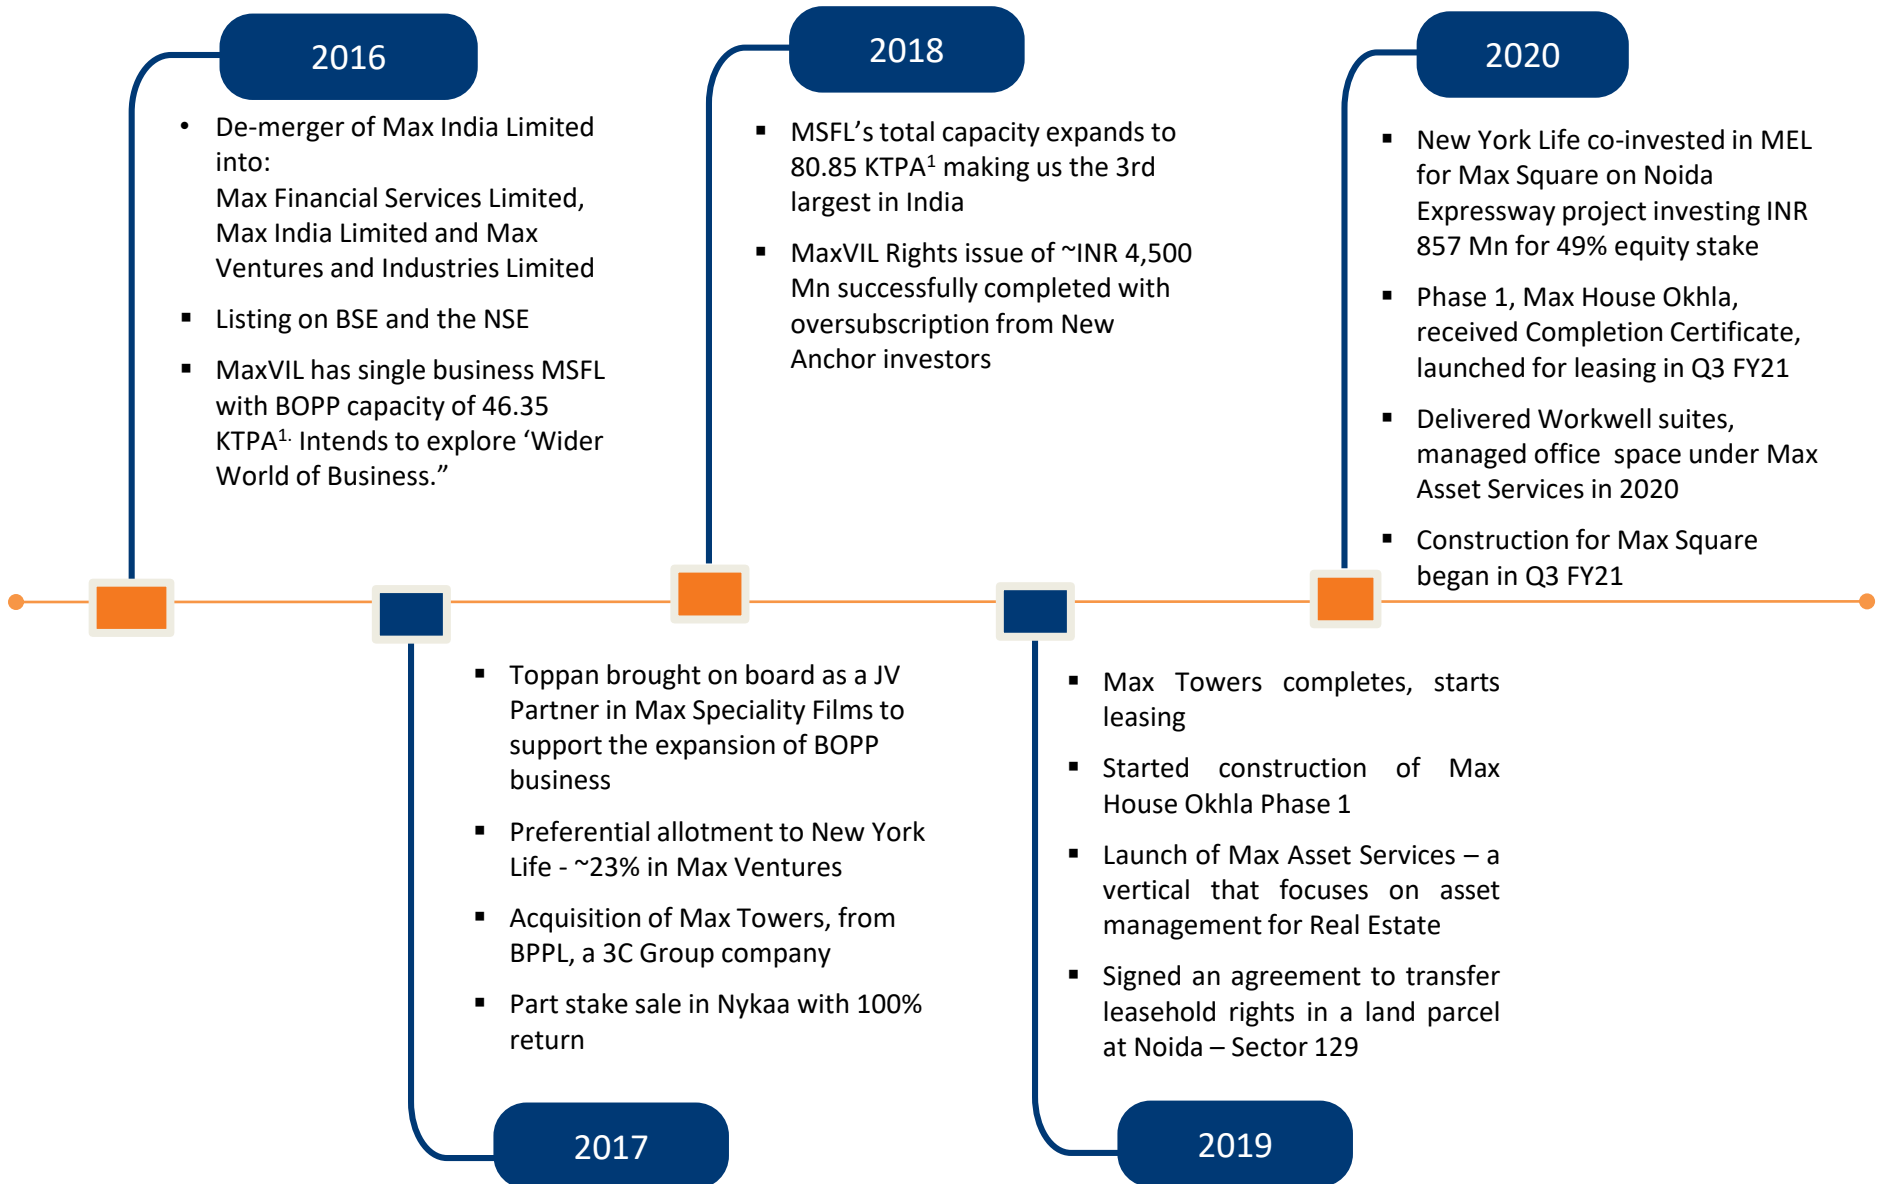 2016
• De-merger of Max India Limited
into:
Max Financial Services Limited,
Max India Limited and Max
Ventures and Industries Limited
▪ Listing on BSE and the NSE
▪ MaxVIL has single business MSFL
with BOPP capacity of 46.35
KTPA1. Intends to explore ‘Wider
World of Business.”
2017
▪ Toppan brought on board as a JV
Partner in Max Speciality Films to
support the expansion of BOPP
business
▪ Preferential allotment to New York
Life - ~23% in Max Ventures
▪ Acquisition of Max Towers, from
BPPL, a 3C Group company
▪ Part stake sale in Nykaa with 100%
return
2018
▪ MSFL’s total capacity expands to
80.85 KTPA1 making us the 3rd
largest in India
▪ MaxVIL Rights issue of ~INR 4,500
Mn successfully completed with
oversubscription from New
Anchor investors
2019
▪ Max Towers completes, starts
leasing
▪ Started construction of Max
House Okhla Phase 1
▪ Launch of Max Asset Services – a
vertical that focuses on asset
management for Real Estate
▪ Signed an agreement to transfer
leasehold rights in a land parcel
at Noida – Sector 129
2020
▪ New York Life co-invested in MEL
for Max Square on Noida
Expressway project investing INR
857 Mn for 49% equity stake
▪ Phase 1, Max House Okhla,
received Completion Certificate,
launched for leasing in Q3 FY21
▪ Delivered Workwell suites,
managed office space under Max
Asset Services in 2020
▪ Construction for Max Square
began in Q3 FY21